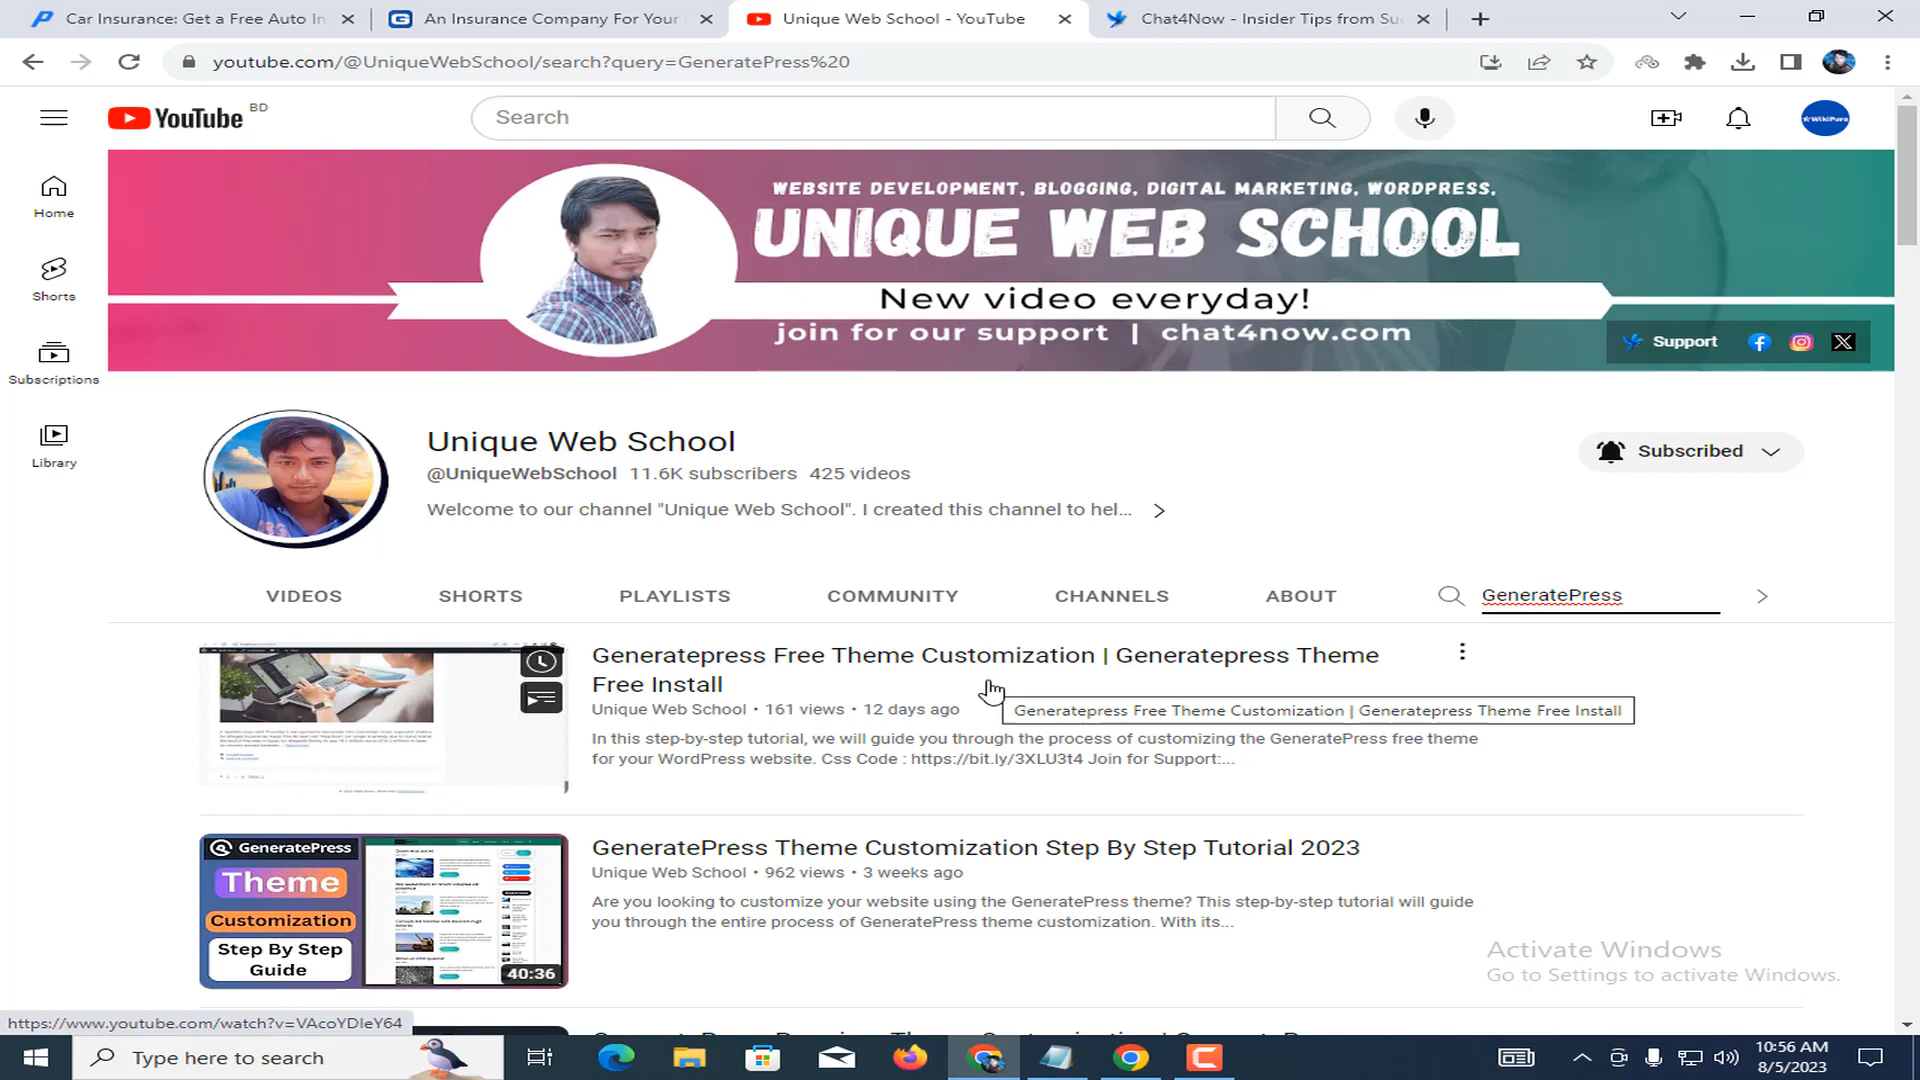 Car Insurance: Get a Free Auto In
An Insurance Company For Your
Unique Web School - YouTube
Chat4Now - Insider Tips from Su
youtube.com/@UniqueWebSchool/search?query=GeneratePress%20
YouTube BD
Search
WikiPura
Home
Shorts
Subscriptions
Library
WEBSITE DEVELOPMENT, BLOGGING, DIGITAL MARKETING, WORDPRESS,
UNIQUE WEB SCHOOL
New video everyday!
join for our support | chat4now.com
Support
Unique Web School
@UniqueWebSchool 11.6K subscribers 425 videos
Welcome to our channel "Unique Web School". I created this channel to hel...
Subscribed
VIDEOS SHORTS PLAYLISTS COMMUNITY CHANNELS ABOUT GeneratePress
Generatepress Free Theme Customization | Generatepress Theme
Free Install
Unique Web School • 161 views • 12 days ago
Generatepress Free Theme Customization | Generatepress Theme Free Install
In this step-by-step tutorial, we will guide you through the process of customizing the GeneratePress free theme
for your WordPress website. Css Code : https://bit.ly/3XLU3t4 Join for Support:...
GeneratePress
Theme
Customization
Step By Step
Guide
40:36
GeneratePress Theme Customization Step By Step Tutorial 2023
Unique Web School • 962 views • 3 weeks ago
Are you looking to customize your website using the GeneratePress theme? This step-by-step tutorial will guide
you through the entire process of GeneratePress theme customization. With its...
Activate Windows
Go to Settings to activate Windows.
https://www.youtube.com/watch?v=VAcoYDIeY64
Type here to search
10:56 AM
8/5/2023